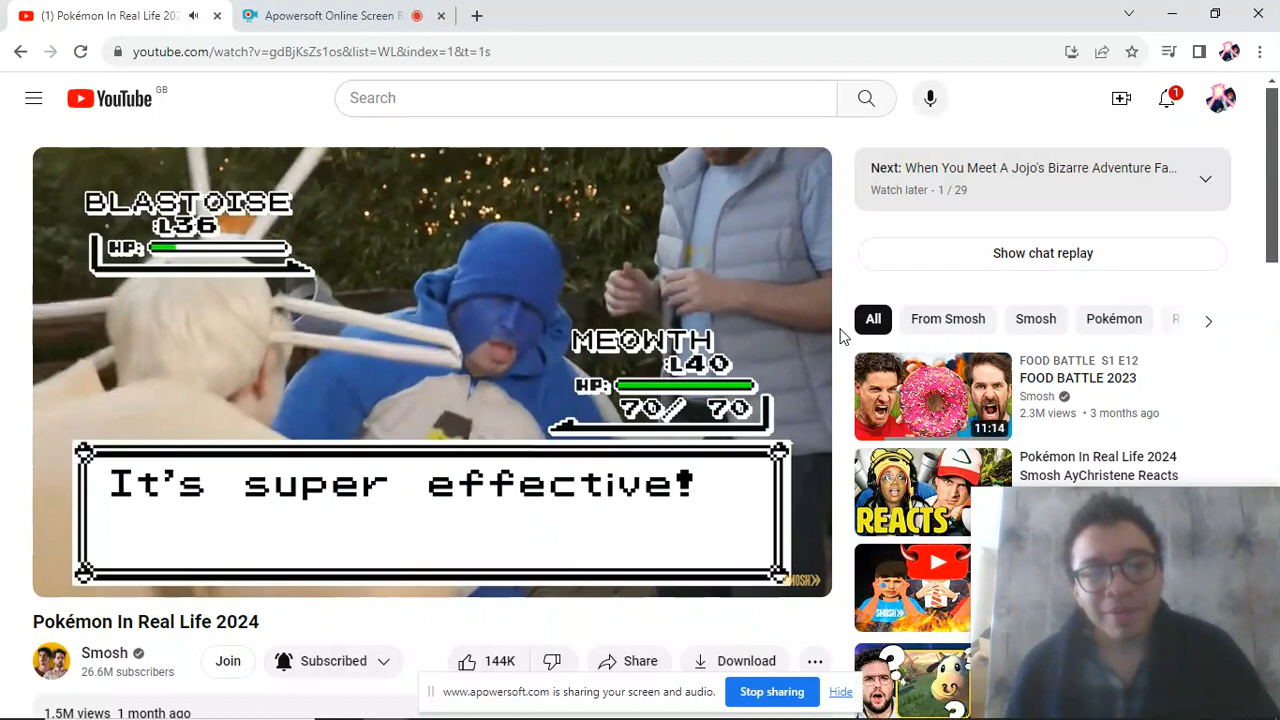 (1) Pokémon In Real Life 202
Apowersoft Online Screen R
youtube.com/watch?v=gdBjKsZs1os&list=WL&index=1&t=1s
YouTube GB
Search
1
BLASTOISE
:L36
HP:
MEOWTH
:L40
HP:
70/ 70
It's super effective!
SMOSH
Next: When You Meet A Jojo's Bizarre Adventure Fa...
Watch later - 1 / 29
Show chat replay
All
From Smosh
Smosh
Pokémon
R
FOOD BATTLE S1 E12
FOOD BATTLE 2023
Smosh
2.3M views • 3 months ago
11:14
Pokémon In Real Life 2024
Smosh AyChristene Reacts
REACTS
SMOSH
Pokémon In Real Life 2024
Smosh
26.6M subscribers
Join
Subscribed
144K
Share
Download
www.apowersoft.com is sharing your screen and audio.
Stop sharing
Hide
1.5M views 1 month ago